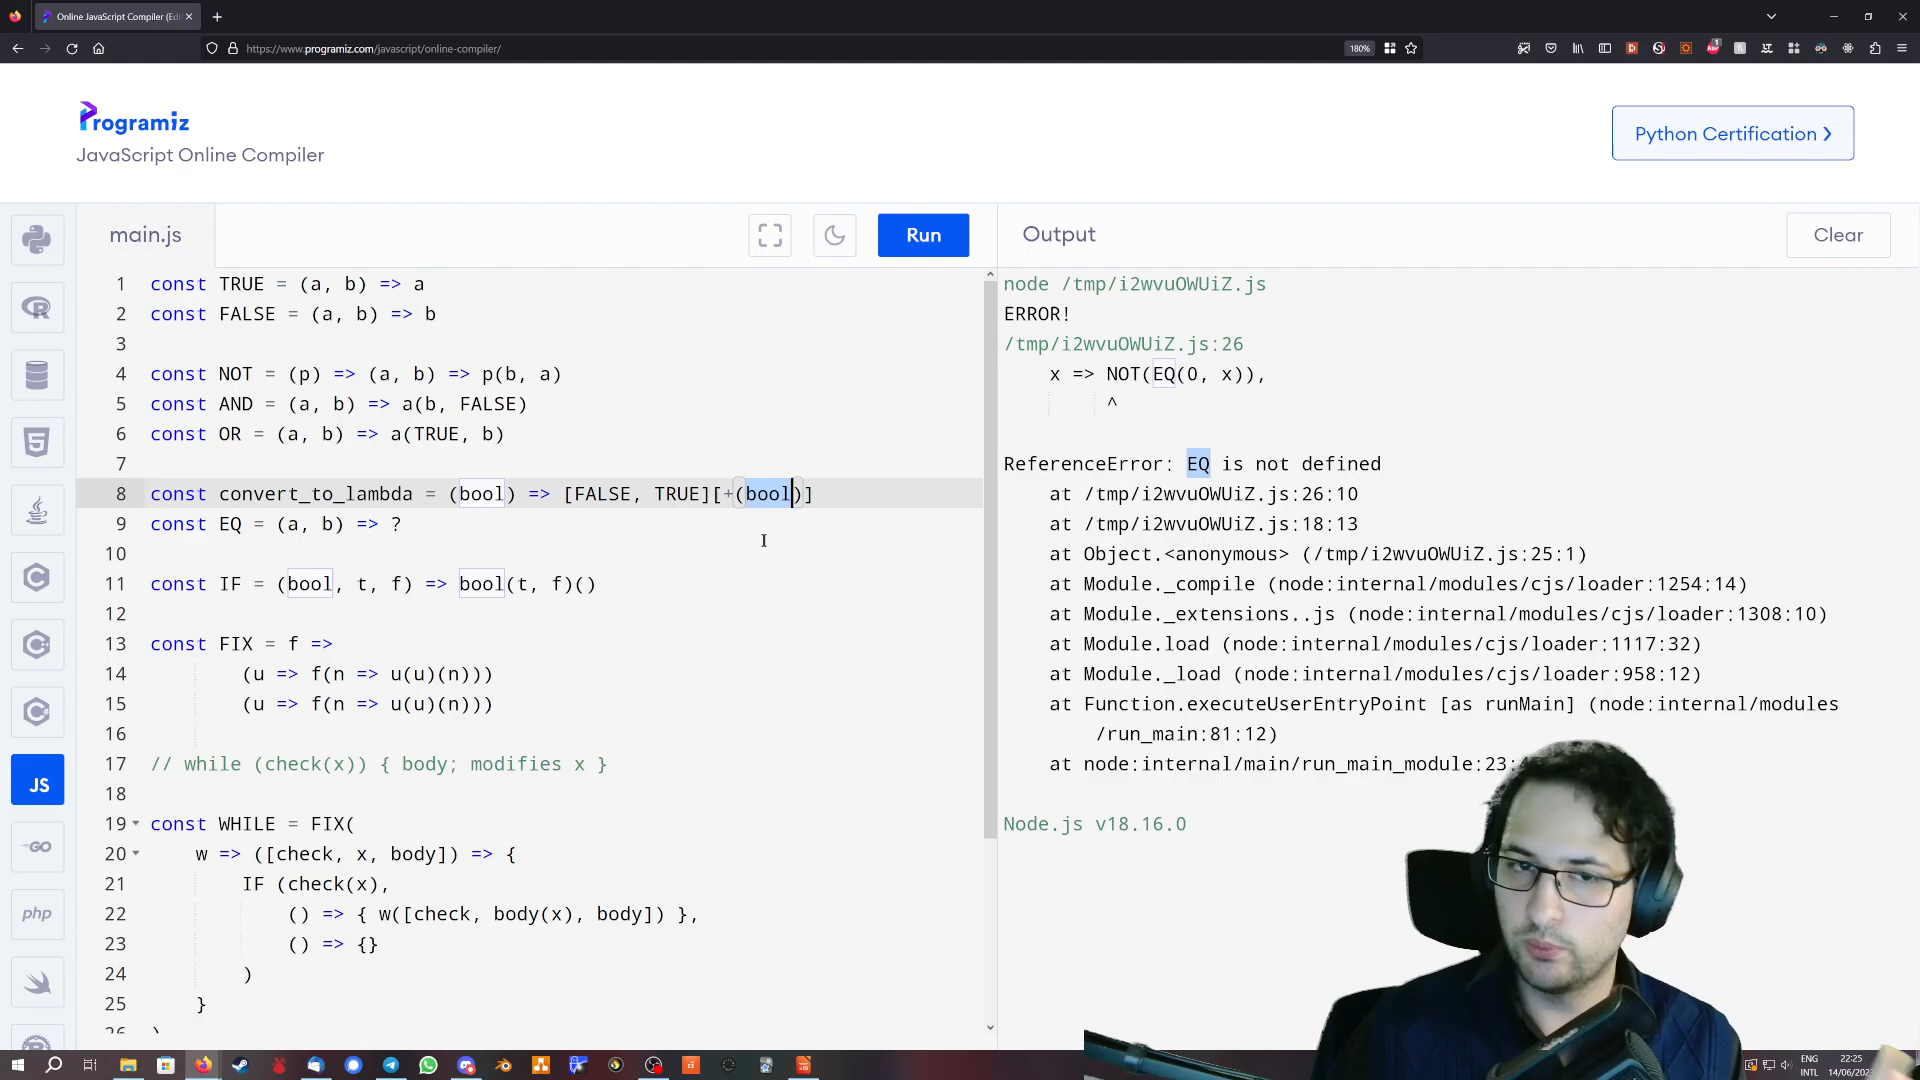 Online JavaScript Compiler (Edi
https://www.programiz.com/javascript/online-compiler/
180%
Programiz
JavaScript Online Compiler
Python Certification ❯
main.js
Run
Output
Clear
1 const TRUE = (a, b) => a
2 const FALSE = (a, b) => b
3
4 const NOT = (p) => (a, b) => p(b, a)
5 const AND = (a, b) => a(b, FALSE)
6 const OR = (a, b) => a(TRUE, b)
7
8 const convert_to_lambda = (bool) => [FALSE, TRUE][+(bool)]
9 const EQ = (a, b) => ?
10
11 const IF = (bool, t, f) => bool(t, f)()
12
13 const FIX = f =>
14 (u => f(n => u(u)(n)))
15 (u => f(n => u(u)(n)))
16
17 // while (check(x)) { body; modifies x }
18
19 const WHILE = FIX(
20 w => ([check, x, body]) => {
21 IF (check(x),
22 () => { w([check, body(x), body]) },
23 () => {}
24 )
25 }
26 )
node /tmp/i2wvuOWUiZ.js
ERROR!
/tmp/i2wvuOWUiZ.js:26
x => NOT(EQ(0, x)),
^
ReferenceError: EQ is not defined
at /tmp/i2wvuOWUiZ.js:26:10
at /tmp/i2wvuOWUiZ.js:18:13
at Object.<anonymous> (/tmp/i2wvuOWUiZ.js:25:1)
at Module._compile (node:internal/modules/cjs/loader:1254:14)
at Module._extensions..js (node:internal/modules/cjs/loader:1308:10)
at Module.load (node:internal/modules/cjs/loader:1117:32)
at Module._load (node:internal/modules/cjs/loader:958:12)
at Function.executeUserEntryPoint [as runMain] (node:internal/modules
/run_main:81:12)
at node:internal/main/run_main_module:23:
Node.js v18.16.0
JS
GO
php
ENG
INTL
22:25
14/06/202